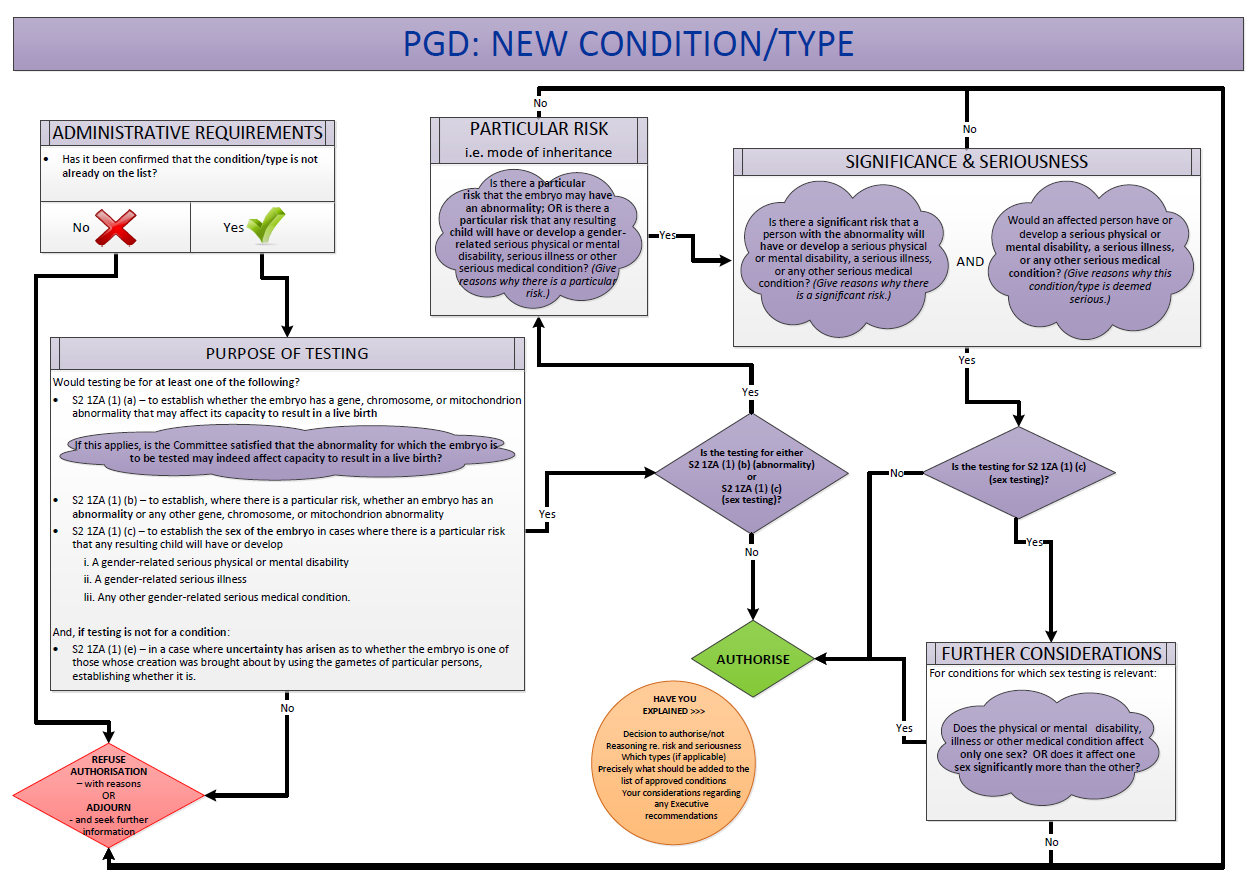 PGD: NEW CONDITION/TYPE
ADMINISTRATIVE REQUIREMENTS
• Has it been confirmed that the condition/type is not
already on the list?
No
Yes
PURPOSE OF TESTING
Would testing be for at least one of the following?
• S2 1ZA (1) (a) – to establish whether the embryo has a gene, chromosome, or mitochondrion
abnormality that may affect its capacity to result in a live birth
If this applies, is the Committee satisfied that the abnormality for which the embryo is
to be tested may indeed affect capacity to result in a live birth?
• S2 1ZA (1) (b) – to establish, where there is a particular risk, whether an embryo has an
abnormality or any other gene, chromosome, or mitochondrion abnormality
• S2 1ZA (1) (c) – to establish the sex of the embryo in cases where there is a particular risk
that any resulting child will have or develop
i. A gender-related serious physical or mental disability
ii. A gender-related serious illness
Iii. Any other gender-related serious medical condition.
And, if testing is not for a condition:
• S2 1ZA (1) (e) – in a case where uncertainty has arisen as to whether the embryo is one of
those whose creation was brought about by using the gametes of particular persons,
establishing whether it is.
No
Yes
REFUSE
AUTHORISATION
– with reasons
OR
ADJOURN
- and seek further
information
No
PARTICULAR RISK
i.e. mode of inheritance
Is there a particular
risk that the embryo may have
an abnormality; OR is there a
particular risk that any resulting
child will have or develop a gender-
related serious physical or mental
disability, serious illness or other
serious medical condition? (Give
reasons why there is a particular
risk.)
Yes
No
SIGNIFICANCE & SERIOUSNESS
Is there a significant risk that a
person with the abnormality will
have or develop a serious physical
or mental disability, a serious illness,
or any other serious medical
condition? (Give reasons why there
is a significant risk.)
AND
Would an affected person have or
develop a serious physical or
mental disability, a serious illness,
or any other serious medical
condition? (Give reasons why this
condition/type is deemed
serious.)
Yes
Yes
Is the testing for either
S2 1ZA (1) (b) (abnormality)
or
S2 1ZA (1) (c)
(sex testing)?
No
No
Is the testing for S2 1ZA (1) (c)
(sex testing)?
Yes
AUTHORISE
HAVE YOU
EXPLAINED >>>
Decision to authorise/not
Reasoning re. risk and seriousness
Which types (if applicable)
Precisely what should be added to the
list of approved conditions
Your considerations regarding
any Executive
recommendations
FURTHER CONSIDERATIONS
For conditions for which sex testing is relevant:
Does the physical or mental disability,
illness or other medical condition affect
only one sex? OR does it affect one
sex significantly more than the other?
Yes
No